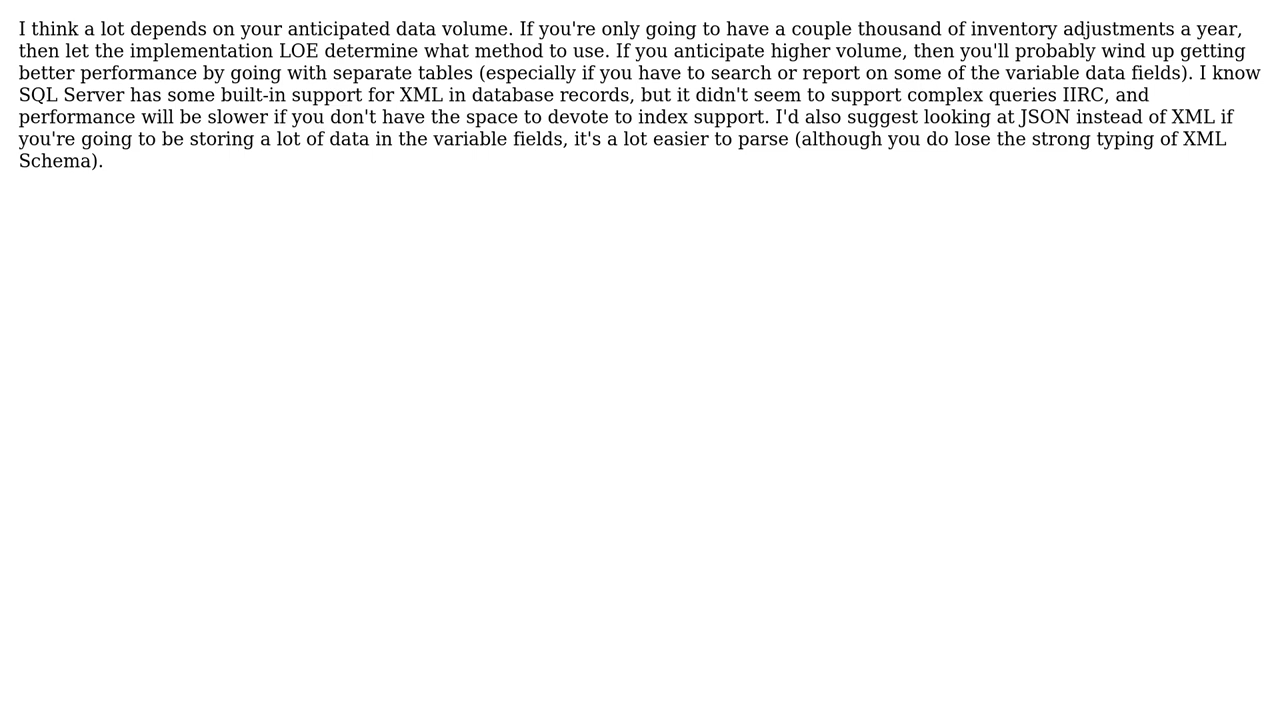 I think a lot depends on your anticipated data volume. If you're only going to have a couple thousand of inventory adjustments a year,
then let the implementation LOE determine what method to use. If you anticipate higher volume, then you'll probably wind up getting
better performance by going with separate tables (especially if you have to search or report on some of the variable data fields). I know
SQL Server has some built-in support for XML in database records, but it didn't seem to support complex queries IIRC, and
performance will be slower if you don't have the space to devote to index support. I'd also suggest looking at JSON instead of XML if
you're going to be storing a lot of data in the variable fields, it's a lot easier to parse (although you do lose the strong typing of XML
Schema).